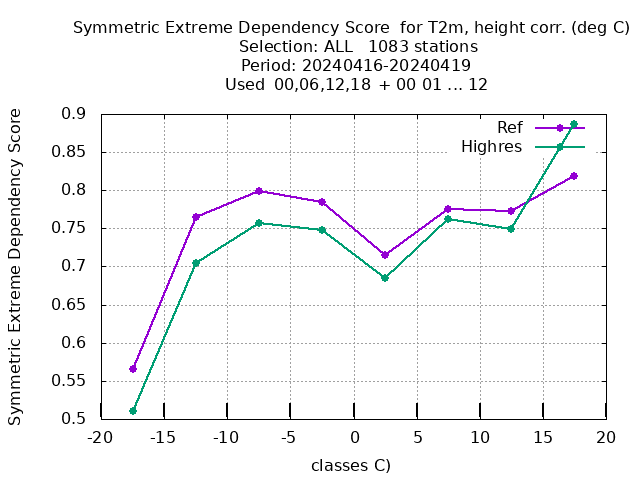 Symmetric Extreme Dependency Score  for T2m, height corr. (deg C)
Selection: ALL   1083 stations
Period: 20240416-20240419
Used  00,06,12,18 + 00 01 ... 12
Symmetric Extreme Dependency Score
0.9
0.85
0.8
0.75
0.7
0.65
0.6
0.55
0.5
Ref
Highres
-20 -15 -10 -5 0 5 10 15 20
classes C)